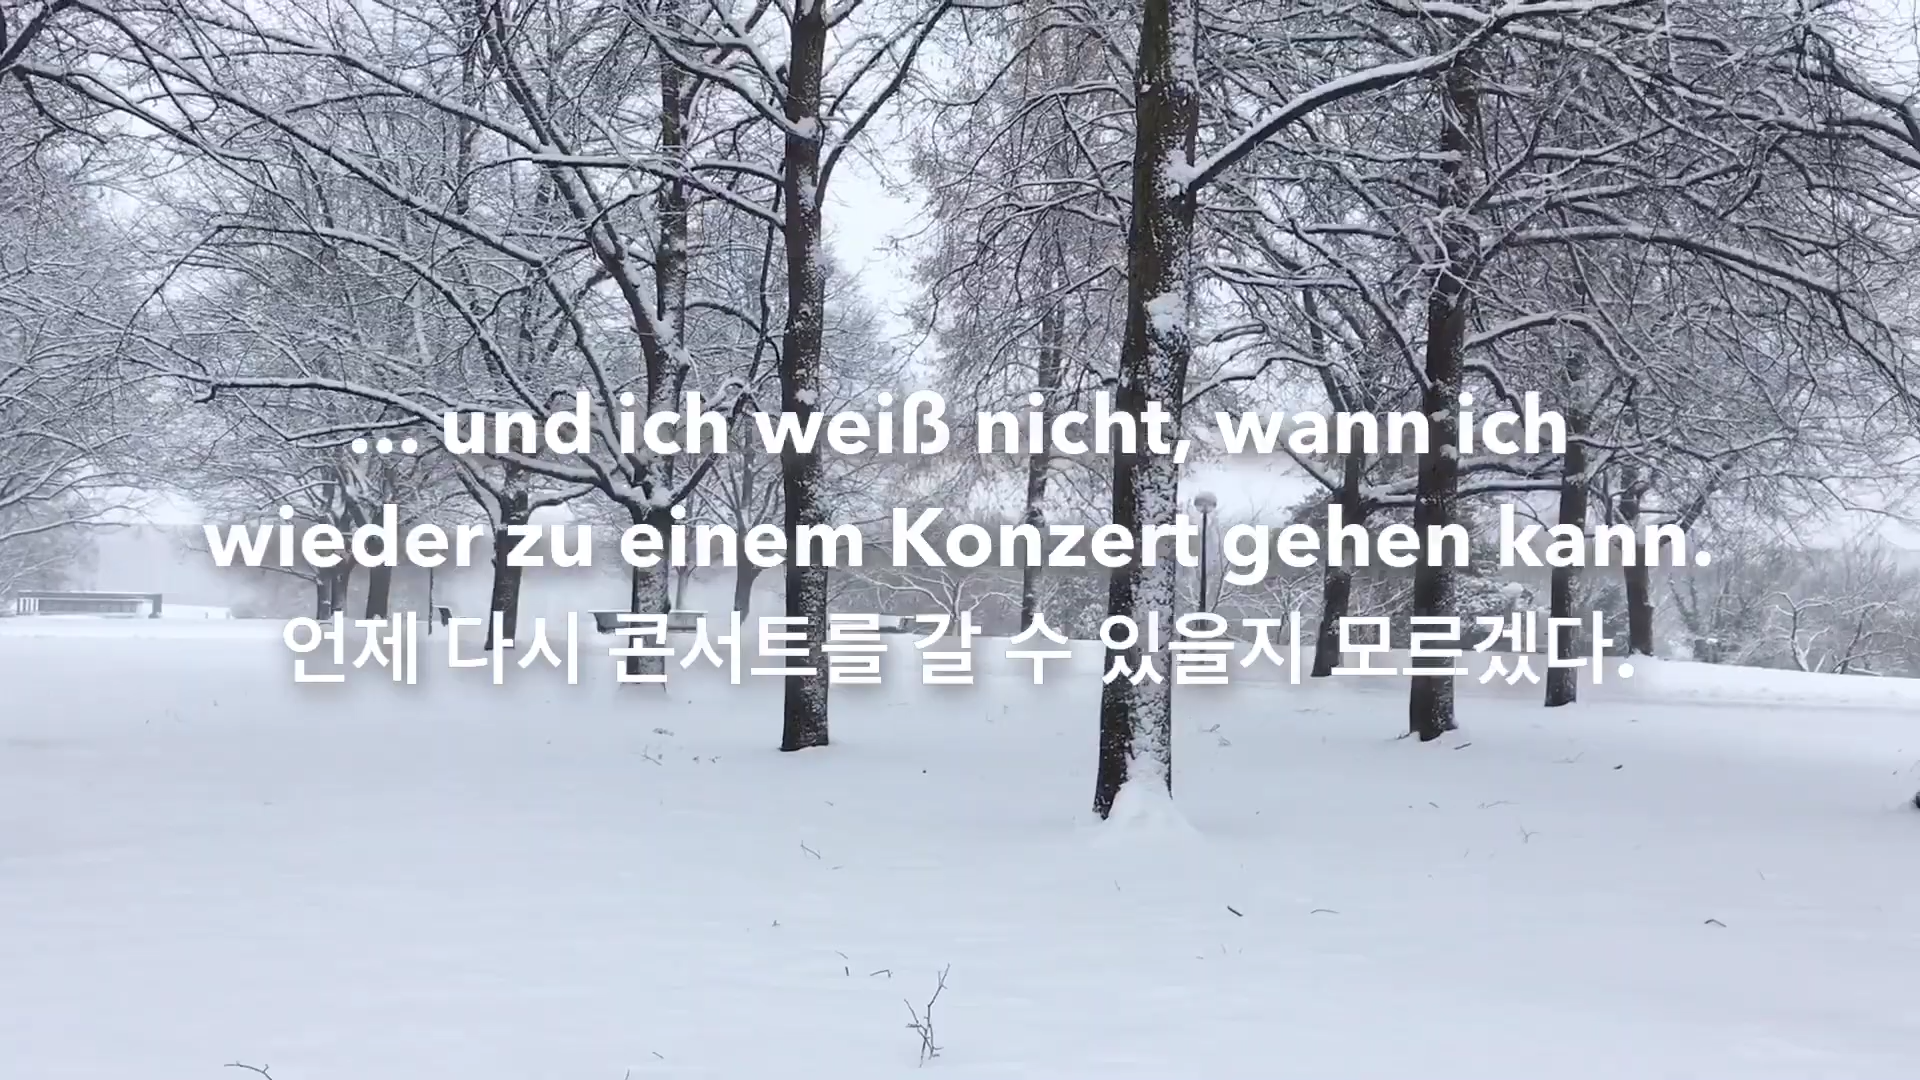 ... und ich weiß nicht, wann ich
wieder zu einem Konzert gehen kann.
언제 다시 콘서트를 갈 수 있을지 모르겠다.